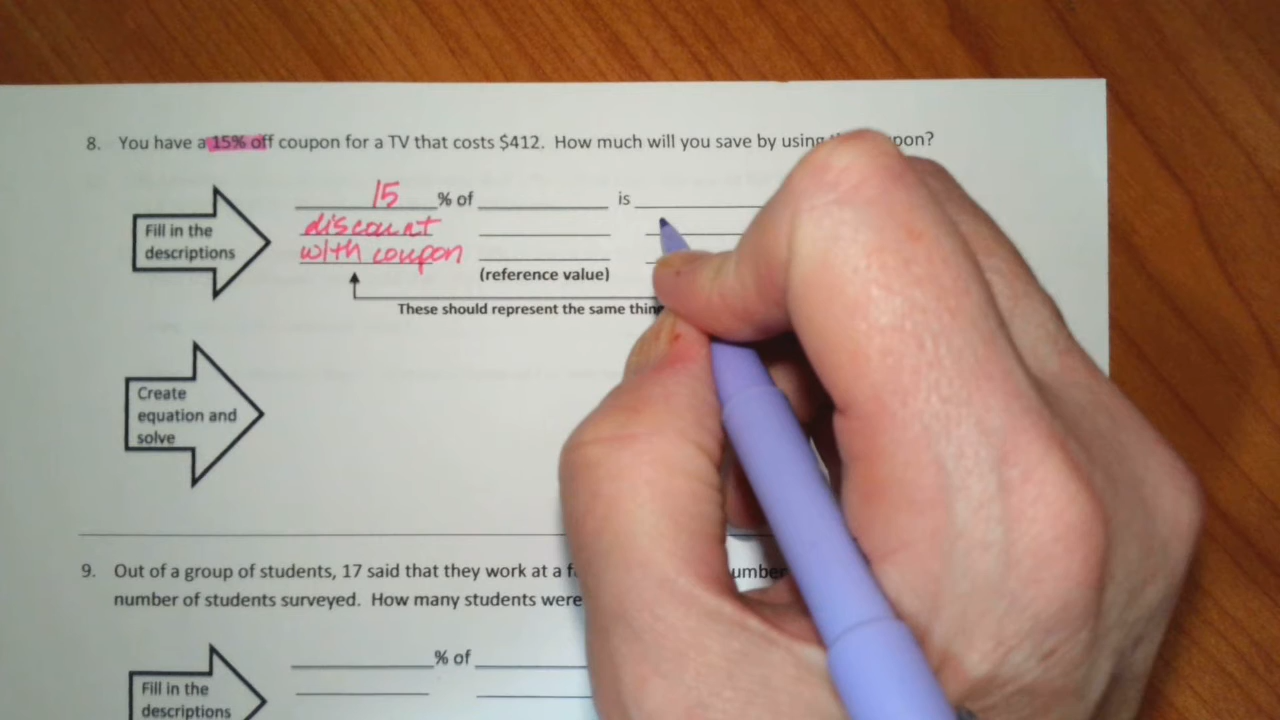 8. You have a 15% off coupon for a TV that costs $412. How much will you save by using pon?
15 % of is
Fill in the descriptions
discount
with coupon
(reference value)
These should represent the same thin
Create
equation and
solve
9. Out of a group of students, 17 said that they work at a
number of students surveyed. How many students were
% of
Fill in the
descriptions